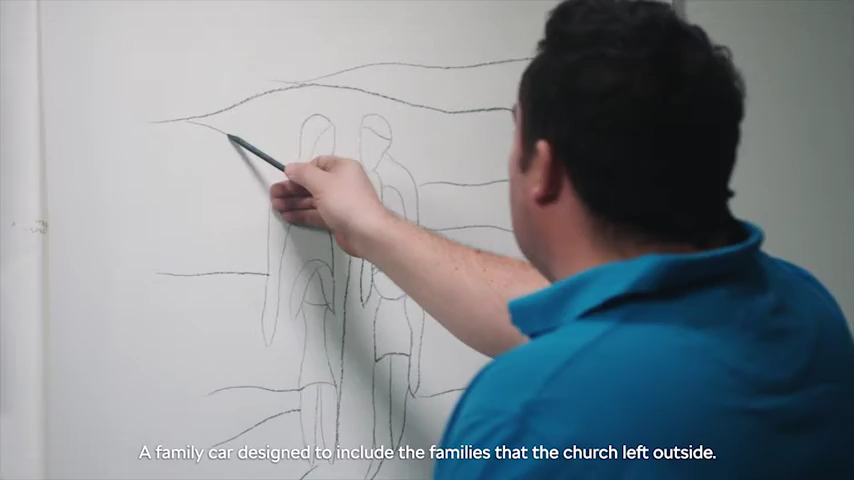 A family car designed to include the families that the church left outside.